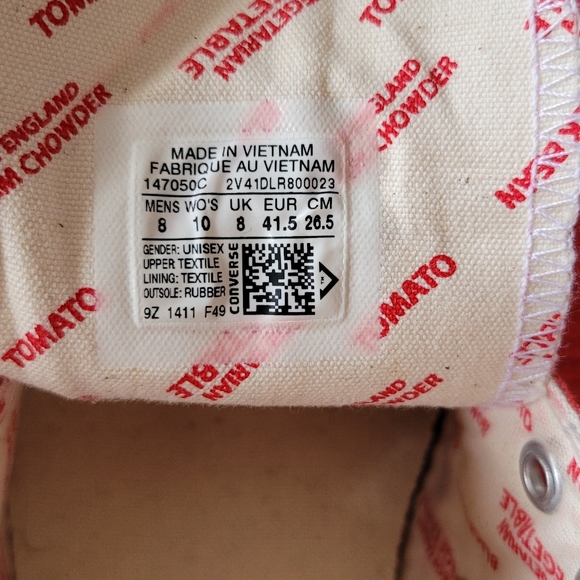 TOMATO
VEGETARIAN
VEGETABLE
ENGLAND
CHOWDER
MADE IN VIETNAM
FABRIQUE AU VIETNAM
147050C 2V41DLR800023
MENS WO'S UK EUR CM
8 10 8 41.5 26.5
GENDER: UNISEX
UPPER TEXTILE
LINING: TEXTILE
OUTSOLE: RUBBER
CONVERSE
9Z 1411 F49
TOMATO
TOMATO
CHOWDER